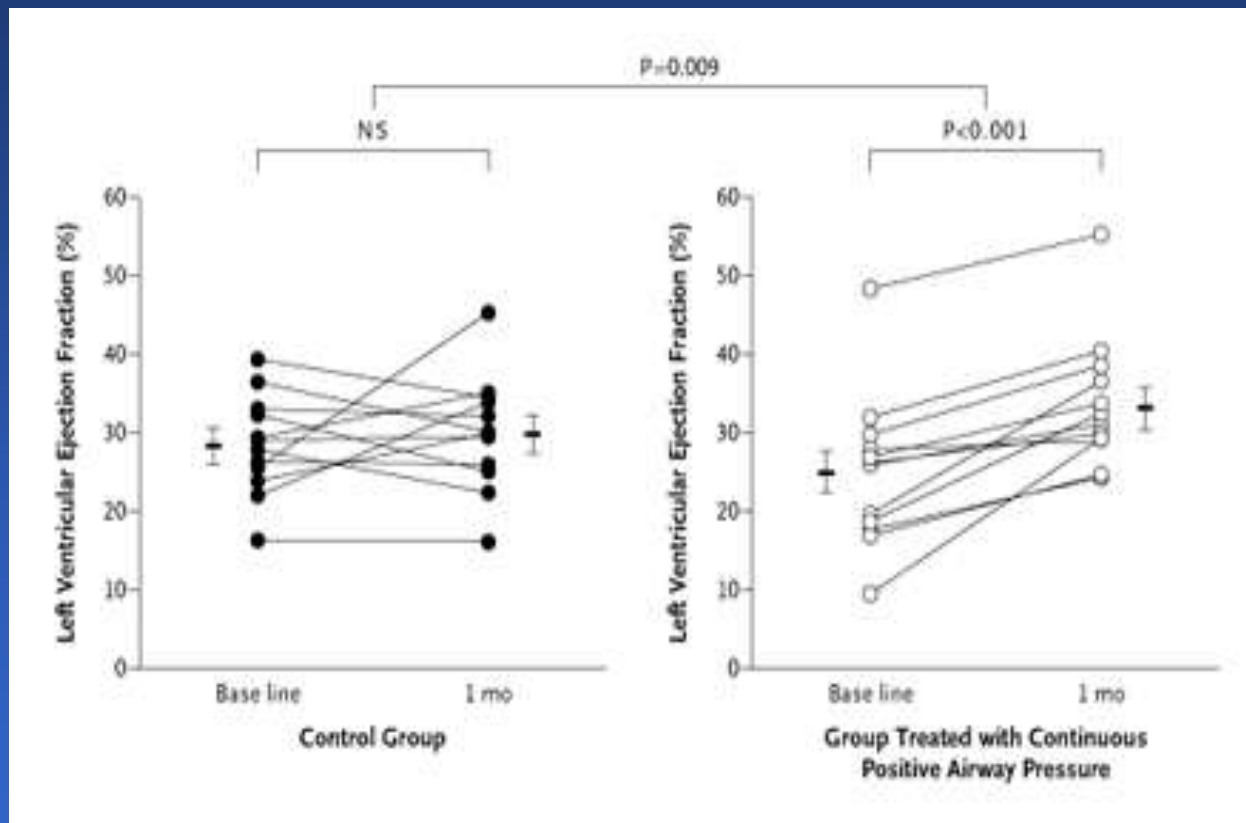 P=0.009
NS
P<0.001
Left Ventricular Ejection Fraction (%)
60
50
40
30
20
10
0
Base line
1 mo
Control Group
Left Ventricular Ejection Fraction (%)
60
50
40
30
20
10
0
Base line
1 mo
Group Treated with Continuous
Positive Airway Pressure